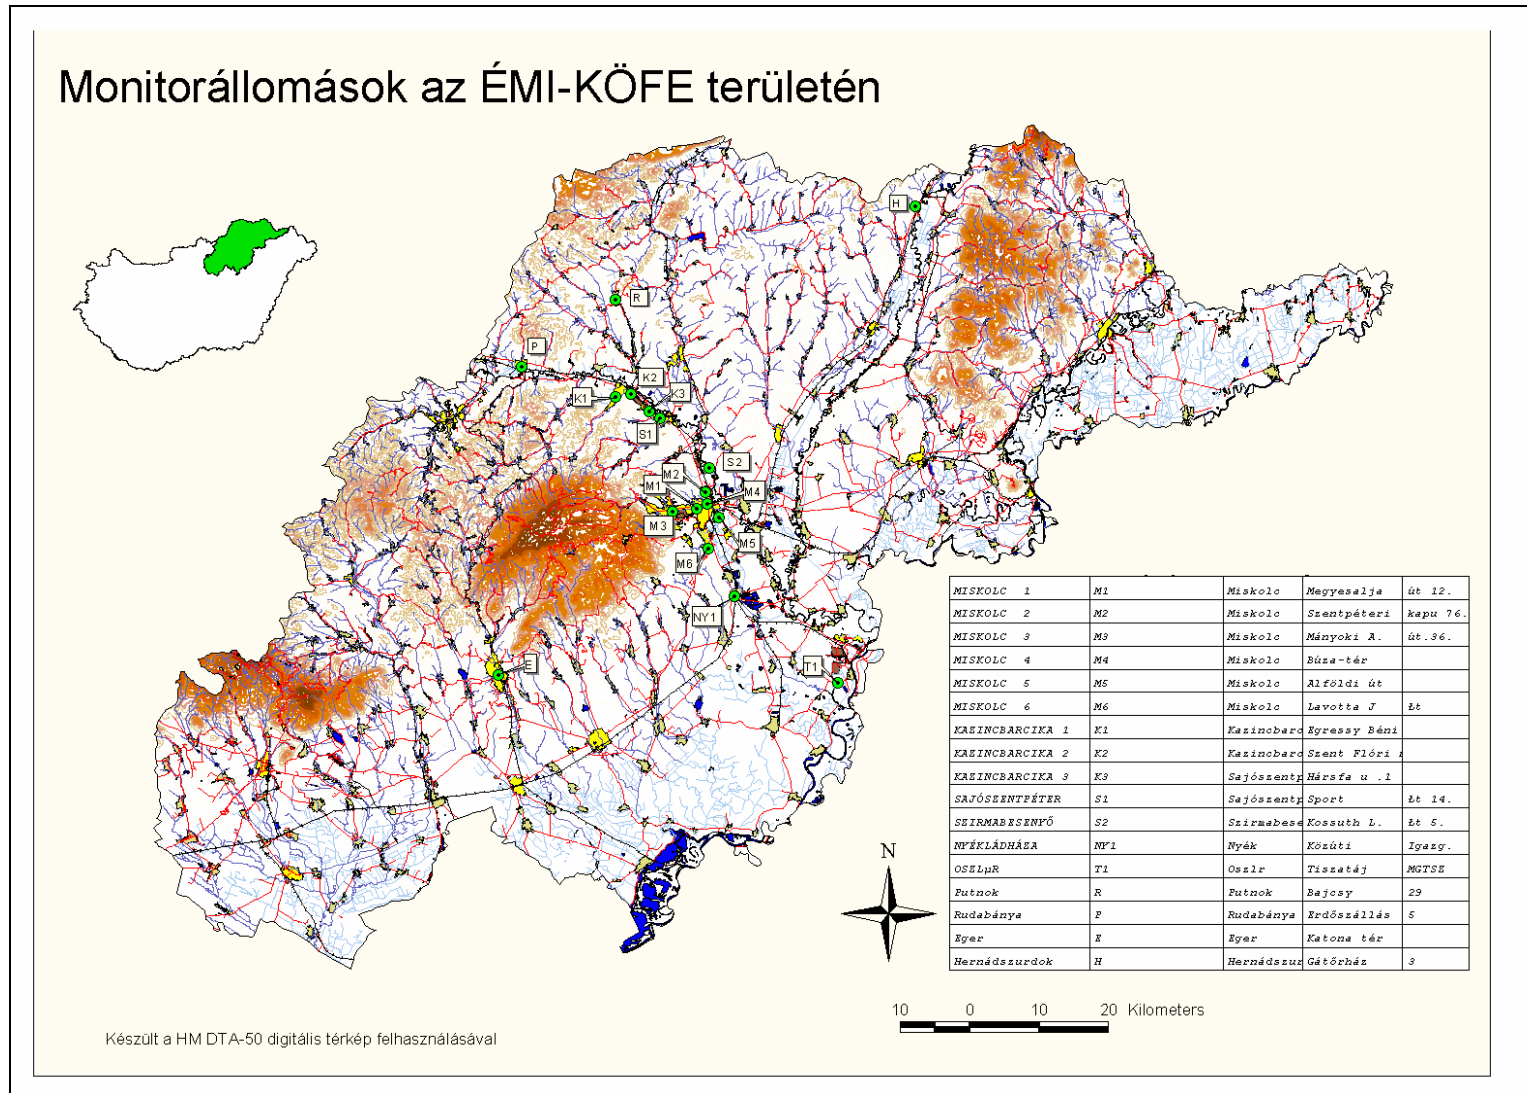 Monitorállomások az ÉMI-KÖFE területén
H
R
P
K2
K1
K3
S1
S2
M2
M1
M4
M3
M5
M6
NY1
E
T1
MISKOLC 1 M1 Miskolc Megyesalja út 12.
MISKOLC 2 M2 Miskolc Szentpéteri kapu 76.
MISKOLC 3 M3 Miskolc Mányoki A. út.36.
MISKOLC 4 M4 Miskolc Búza-tér
MISKOLC 5 M5 Miskolc Alföldi út
MISKOLC 6 M6 Miskolc Lavotta J Łt
KAZINCBARCIKA 1 K1 Kazincbarc Egressy Béni
KAZINCBARCIKA 2 K2 Kazincbarc Szent Flóri
KAZINCBARCIKA 3 K3 Sajószentp Hársfa u .1
SAJÓSZENTPÉTER S1 Sajószentp Sport Łt 14.
SZIRMABESENYŐ S2 Szirmabese Kossuth L. Łt 5.
NYÉKLÁDHÁZA NY1 Nyék Közúti Igazg.
OSZLµR T1 Oszlr Tiszatáj MGTSZ
Putnok R Putnok Bajcsy 29
Rudabánya P Rudabánya Erdőszállás 5
Eger E Eger Katona tér
Hernádszurdok H Hernádszur Gátőrház 3
N
10 0 10 20 Kilometers
Készült a HM DTA-50 digitális térkép felhasználásával